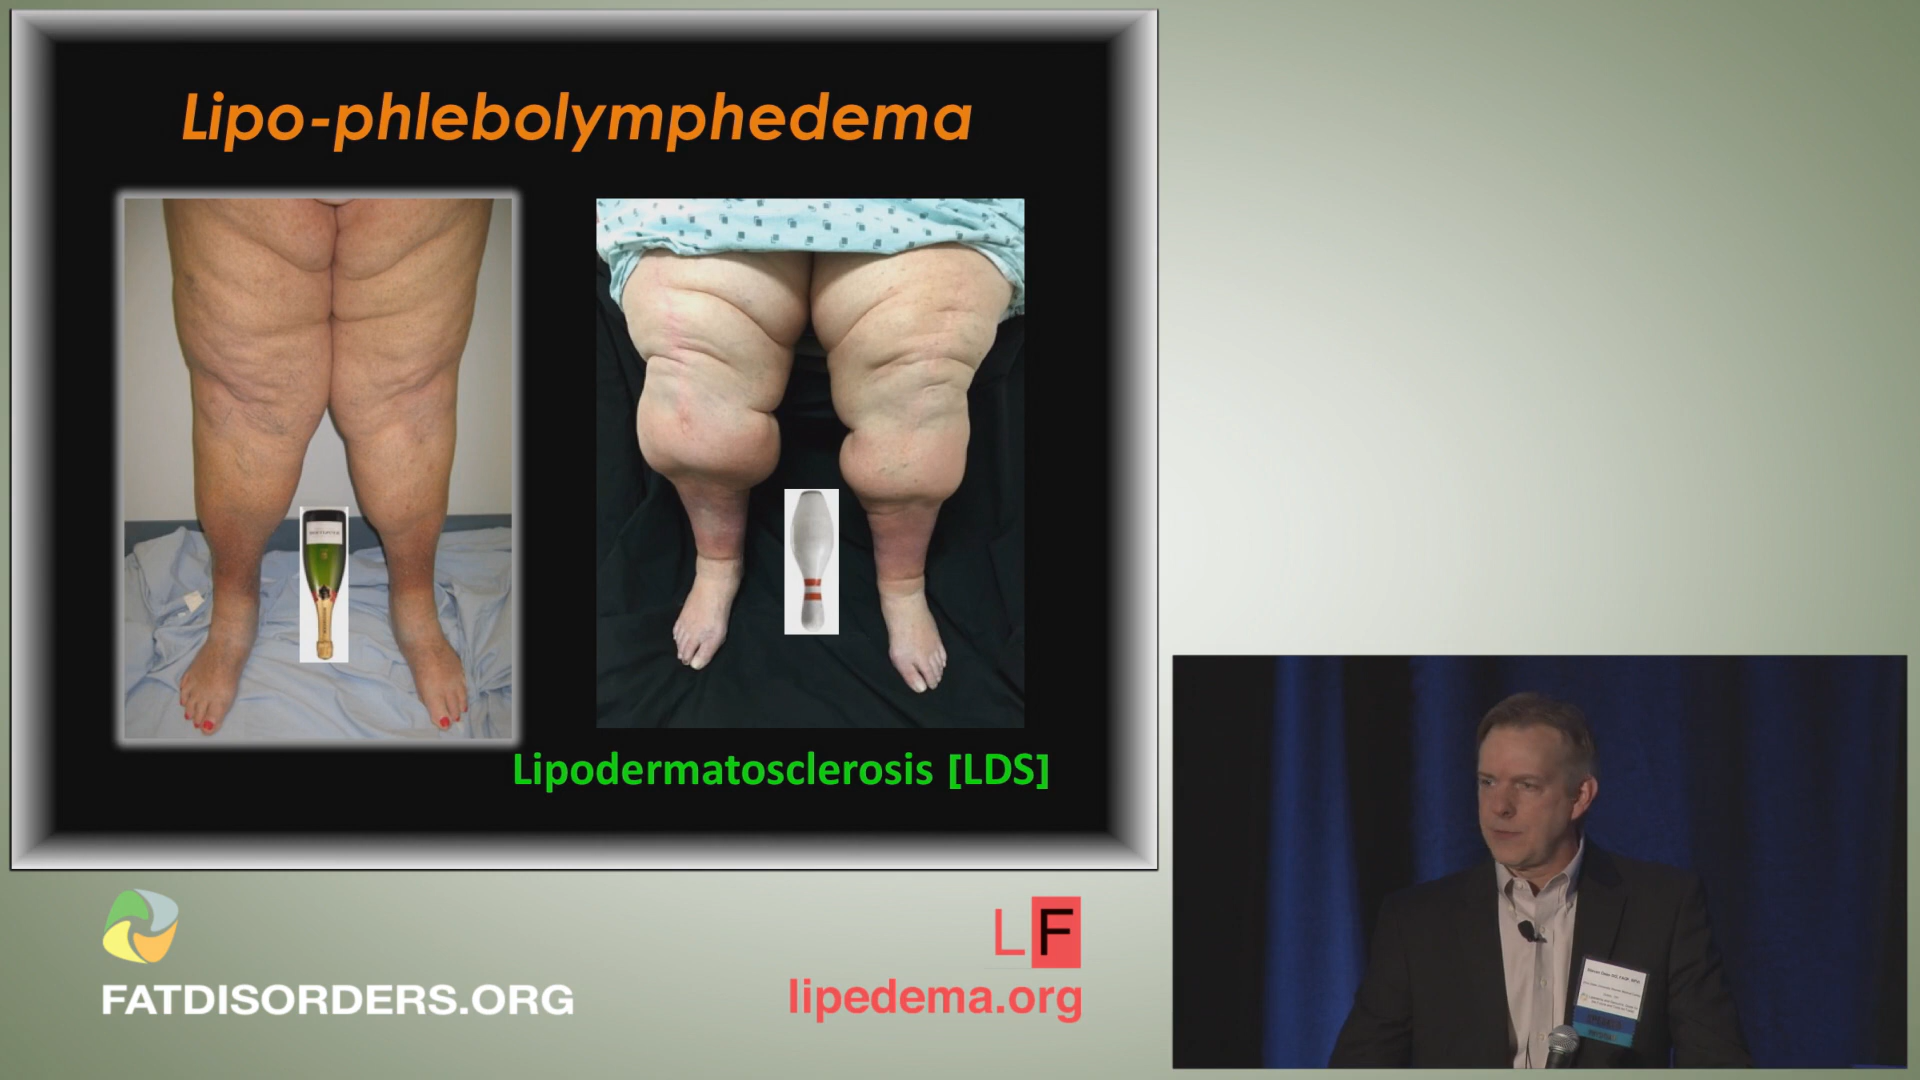 Lipo-phlebolymphedema
Lipodermatosclerosis [LDS]
FATDISORDERS.ORG
LF
lipedema.org